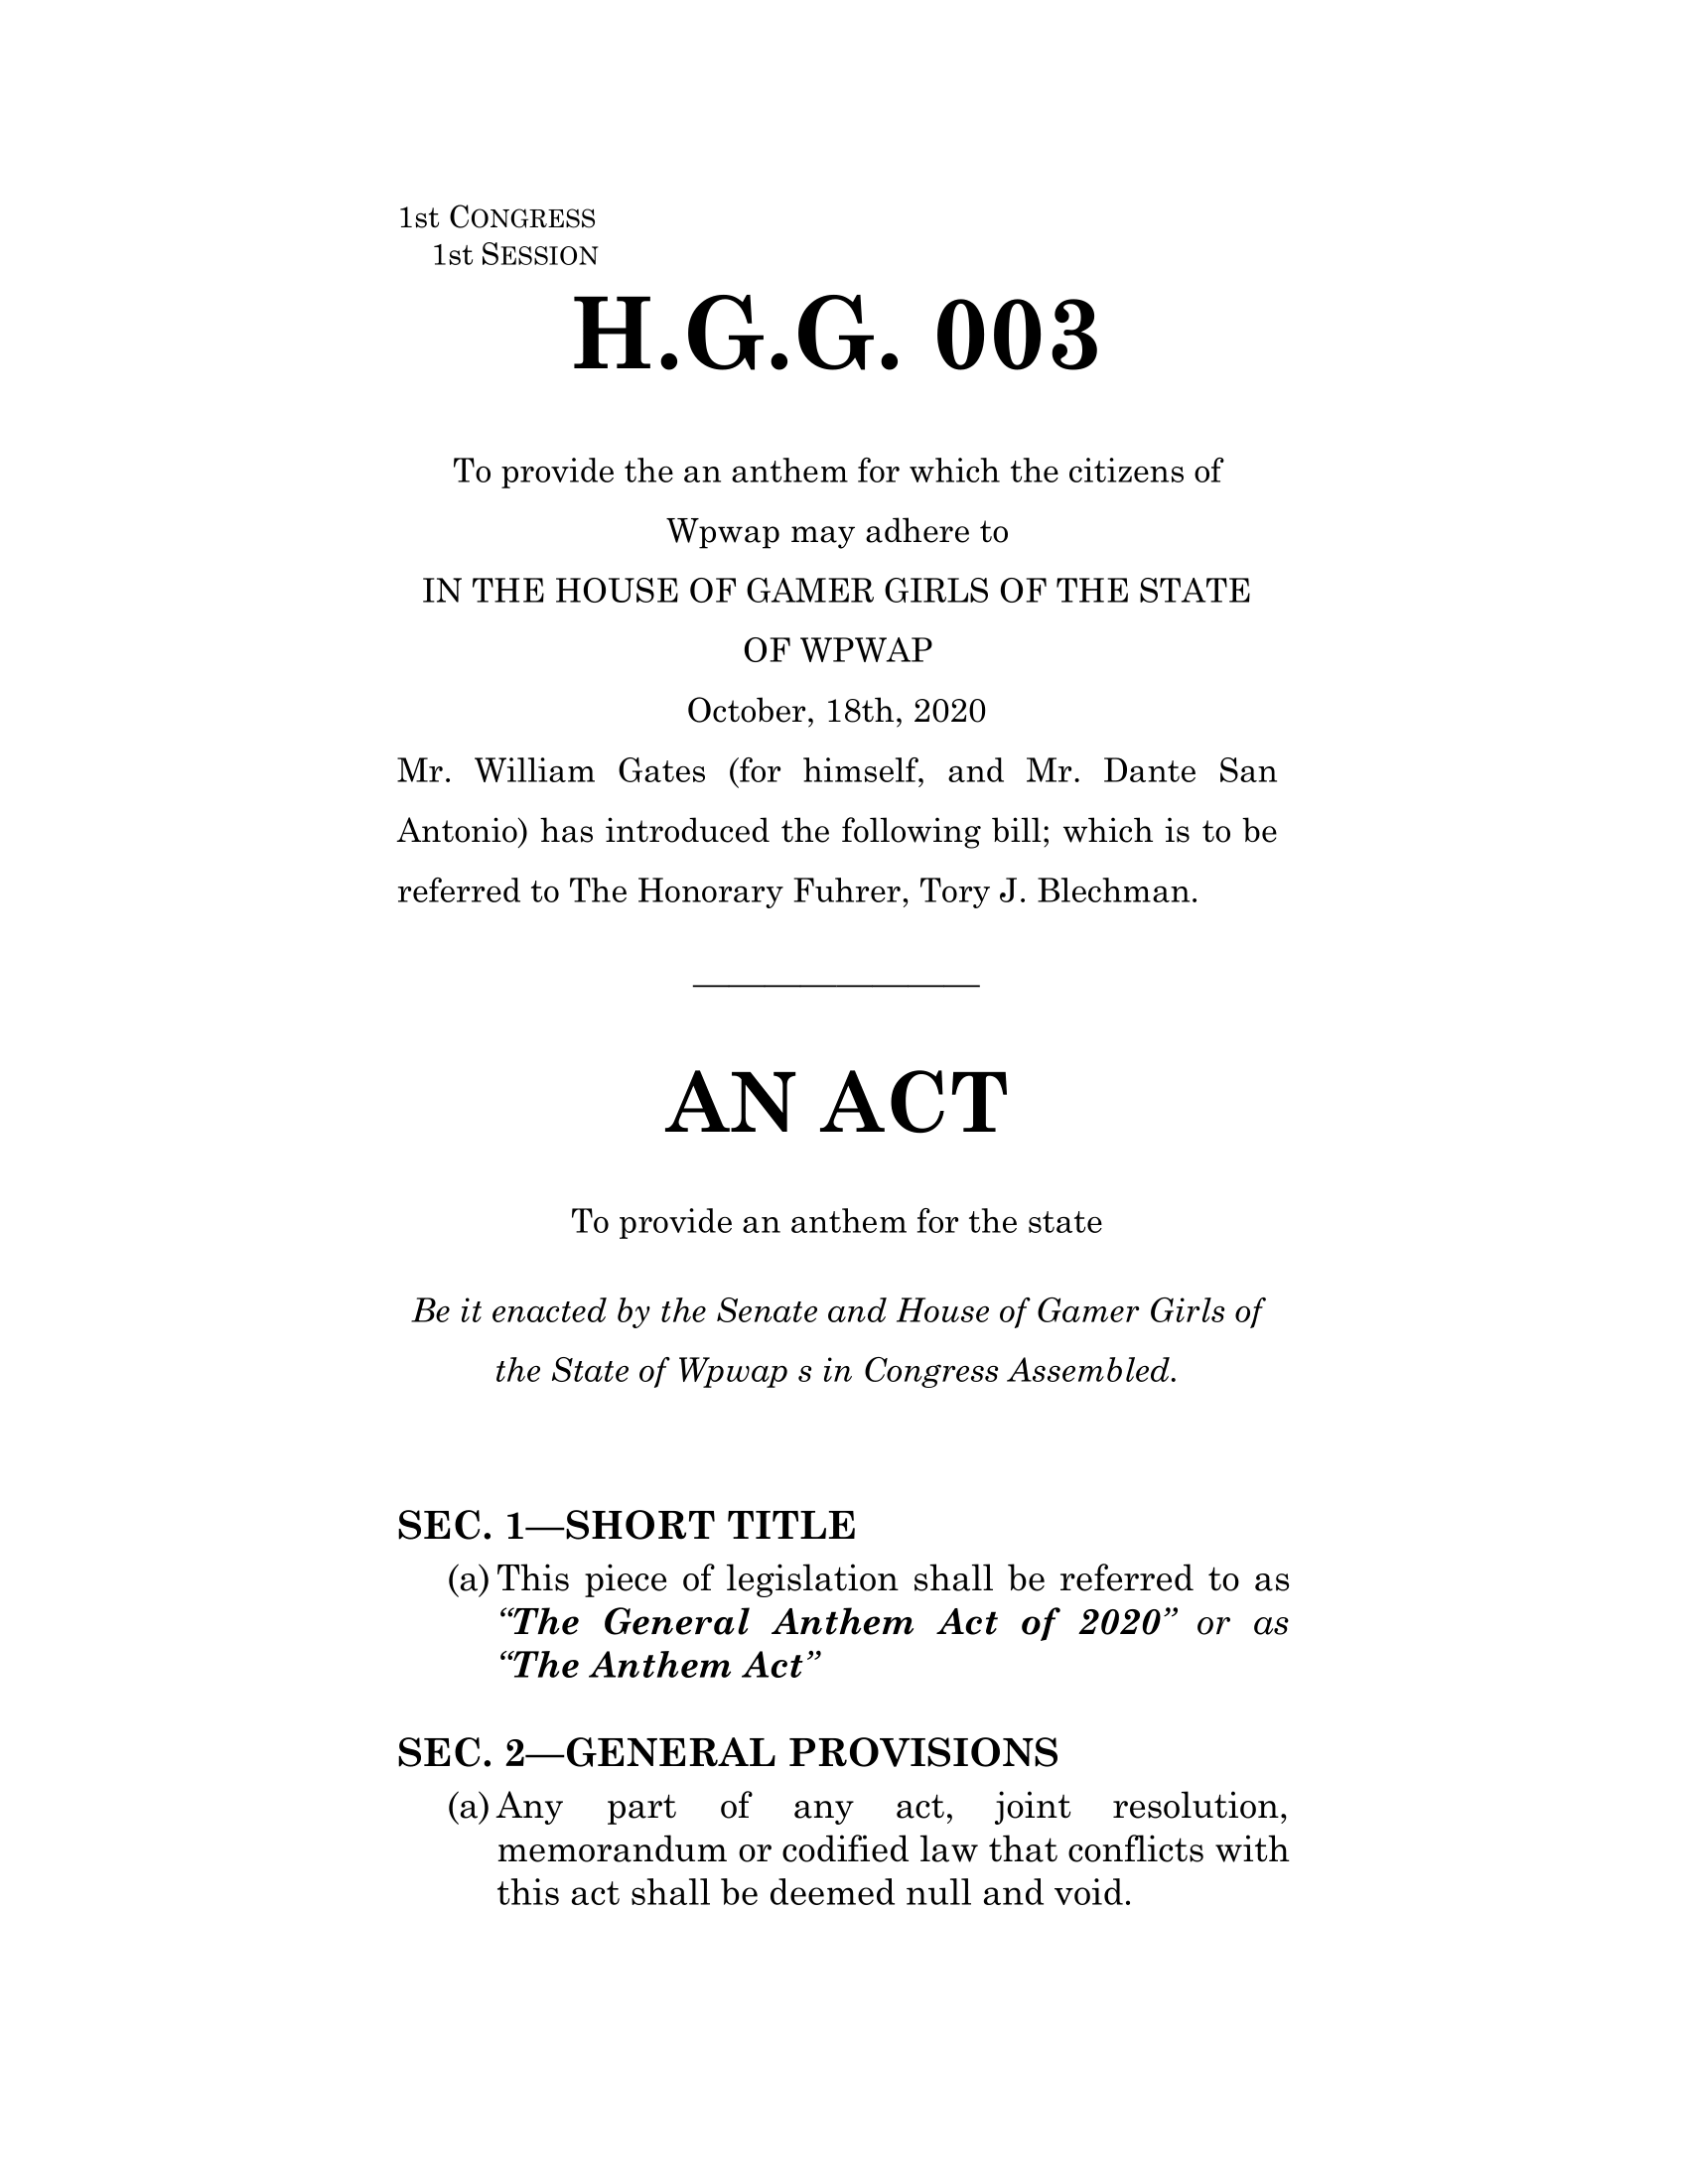 1st CONGRESS
1st SESSION
H.G.G. 003
To provide the an anthem for which the citizens of
Wpwap may adhere to
IN THE HOUSE OF GAMER GIRLS OF THE STATE
OF WPWAP
October, 18th, 2020
Mr. William Gates (for himself, and Mr. Dante San
Antonio) has introduced the following bill; which is to be
referred to The Honorary Fuhrer, Tory J. Blechman.
AN ACT
To provide an anthem for the state
Be it enacted by the Senate and House of Gamer Girls of
the State of Wpwap s in Congress Assembled.
SEC. 1—SHORT TITLE
(a) This piece of legislation shall be referred to as
“The General Anthem Act of 2020” or as
“The Anthem Act”
SEC. 2—GENERAL PROVISIONS
(a) Any part of any act, joint resolution,
memorandum or codified law that conflicts with
this act shall be deemed null and void.